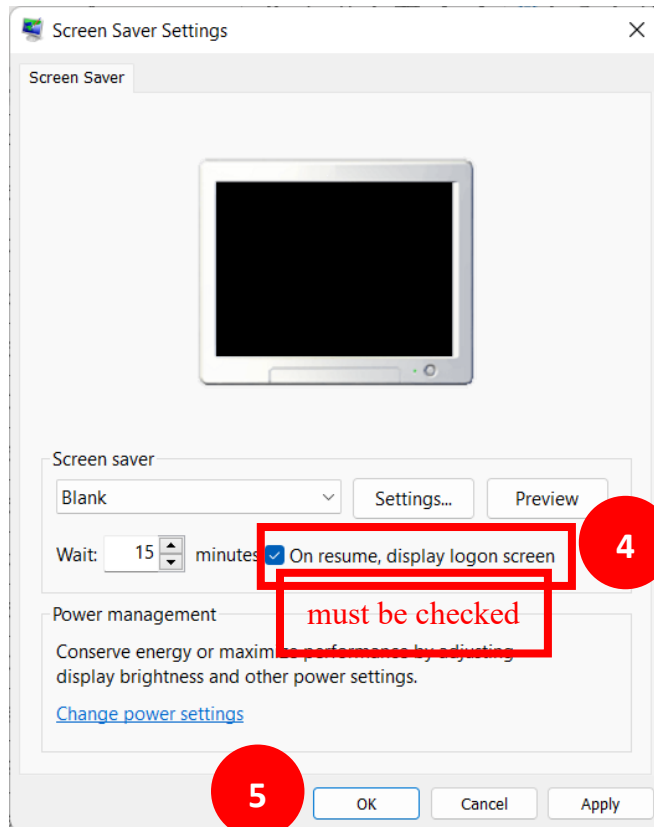 Screen Saver Settings
Screen Saver
Screen saver
Blank
Settings...
Preview
Wait: 15 minutes On resume, display logon screen
4
must be checked
Power management
Conserve energy or maximize performance by adjusting
display brightness and other power settings.
Change power settings
5
OK
Cancel
Apply